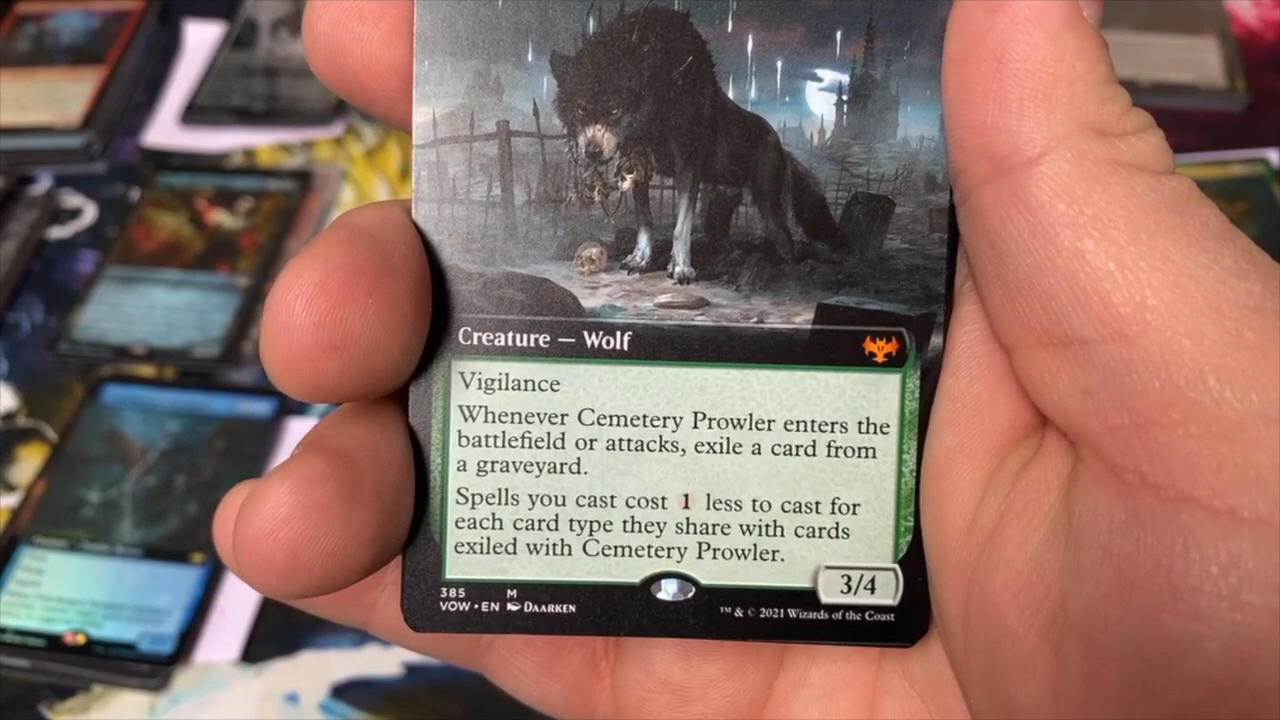 Creature — Wolf
Vigilance
Whenever Cemetery Prowler enters the
battlefield or attacks, exile a card from
a graveyard.
Spells you cast cost 1 less to cast for
each card type they share with cards
exiled with Cemetery Prowler.
3/4
385 M
VOW • EN DAARKEN
™ & © 2021 Wizards of the Coast